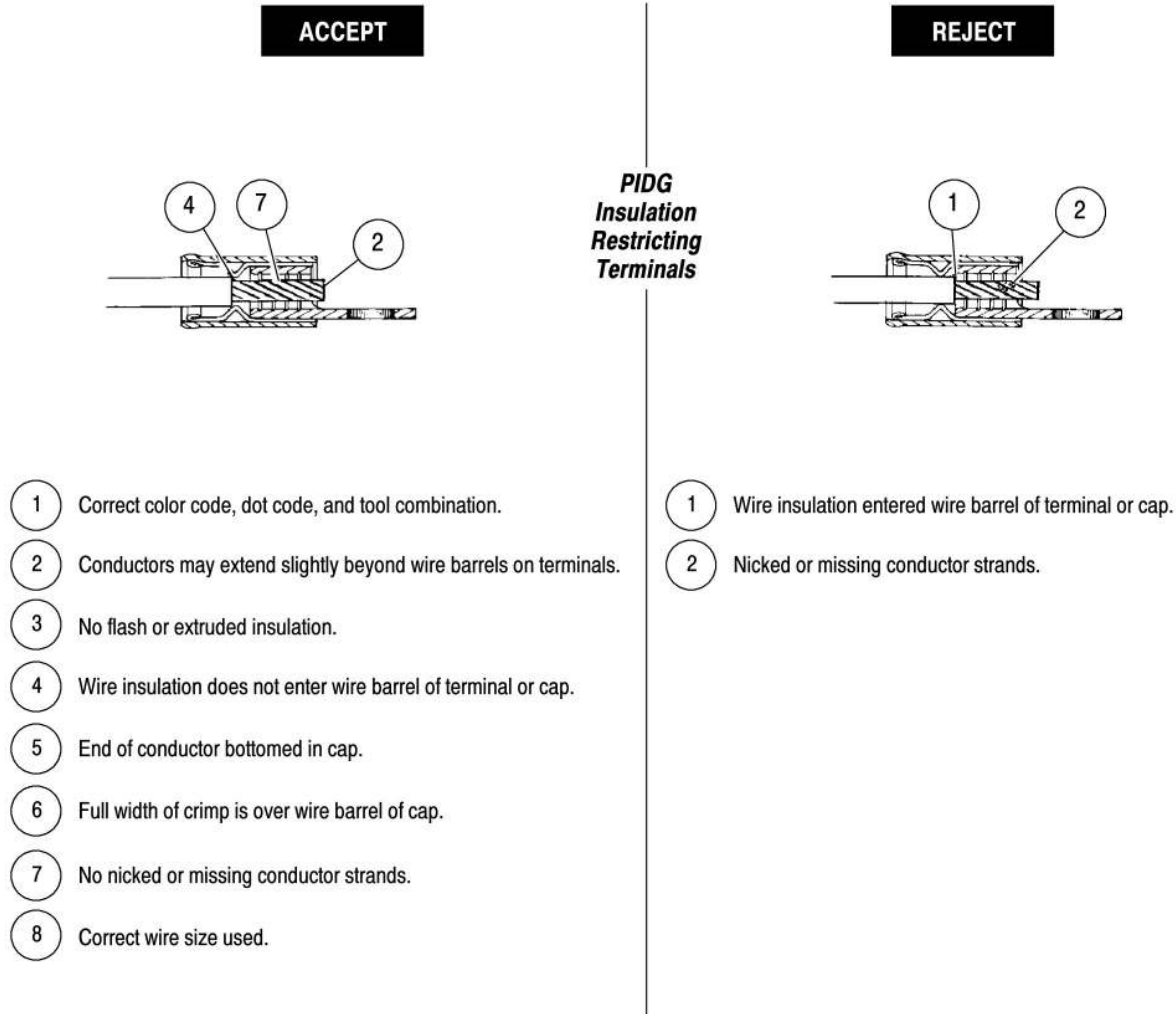 ACCEPT
REJECT
PIDG
Insulation
Restricting
Terminals
4
7
2
1
2
1 Correct color code, dot code, and tool combination.
2 Conductors may extend slightly beyond wire barrels on terminals.
3 No flash or extruded insulation.
4 Wire insulation does not enter wire barrel of terminal or cap.
5 End of conductor bottomed in cap.
6 Full width of crimp is over wire barrel of cap.
7 No nicked or missing conductor strands.
8 Correct wire size used.
1 Wire insulation entered wire barrel of terminal or cap.
2 Nicked or missing conductor strands.